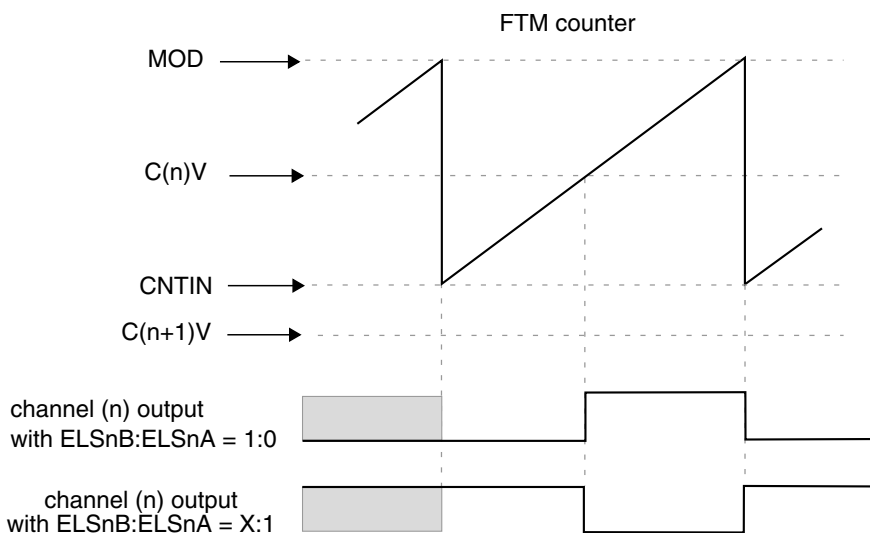 FTM counter
MOD
C(n)V
CNTIN
C(n+1)V
channel (n) output
with ELSnB:ELSnA = 1:0
channel (n) output
with ELSnB:ELSnA = X:1